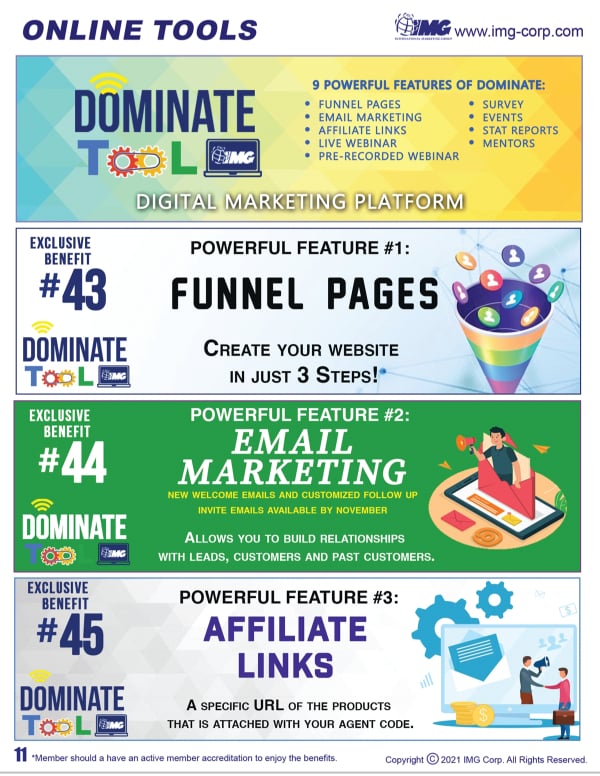 ONLINE TOOLS
IMG
INTERNATIONAL MARKETING GROUP
www.img-corp.com
DOMINATE
TOOL
IMG
9 POWERFUL FEATURES OF DOMINATE:
• FUNNEL PAGES
• EMAIL MARKETING
• AFFILIATE LINKS
• LIVE WEBINAR
• PRE-RECORDED WEBINAR
• SURVEY
• EVENTS
• STAT REPORTS
• MENTORS
DIGITAL MARKETING PLATFORM
EXCLUSIVE
BENEFIT
#43
DOMINATE
TOOL
IMG
POWERFUL FEATURE #1:
FUNNEL PAGES
CREATE YOUR WEBSITE
IN JUST 3 STEPS!
EXCLUSIVE
BENEFIT
#44
DOMINATE
TOOL
IMG
POWERFUL FEATURE #2:
EMAIL
MARKETING
NEW WELCOME EMAILS AND CUSTOMIZED FOLLOW UP
INVITE EMAILS AVAILABLE BY NOVEMBER
ALLOWS YOU TO BUILD RELATIONSHIPS
WITH LEADS, CUSTOMERS AND PAST CUSTOMERS.
EXCLUSIVE
BENEFIT
#45
DOMINATE
TOOL
IMG
POWERFUL FEATURE #3:
AFFILIATE
LINKS
A SPECIFIC URL OF THE PRODUCTS
THAT IS ATTACHED WITH YOUR AGENT CODE.
11 *Member should a have an active member accreditation to enjoy the benefits.
Copyright © 2021 IMG Corp. All Rights Reserved.